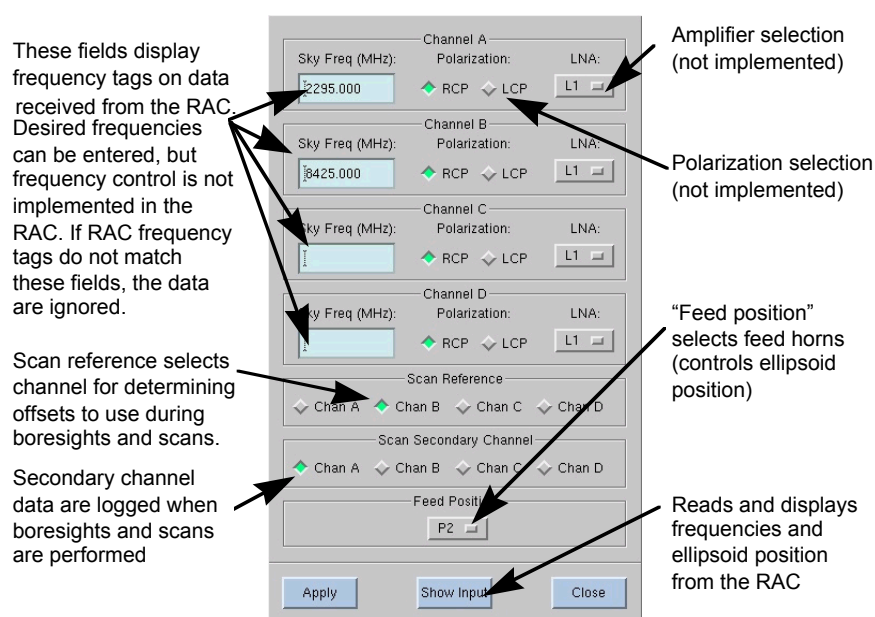 These fields display
frequency tags on data
received from the RAC.
Desired frequencies
can be entered, but
frequency control is not
implemented in the
RAC. If RAC frequency
tags do not match
these fields, the data
are ignored.
Scan reference selects
channel for determining
offsets to use during
boresights and scans.
Secondary channel
data are logged when
boresights and scans
are performed
Channel A
Sky Freq (MHz): Polarization: LNA:
2295.000 RCP LCP L1
Channel B
Sky Freq (MHz): Polarization: LNA:
8425.000 RCP LCP L1
Channel C
Sky Freq (MHz): Polarization: LNA:
RCP LCP L1
Channel D
Sky Freq (MHz): Polarization: LNA:
RCP LCP L1
Scan Reference
Chan A Chan B Chan C Chan D
Scan Secondary Channel
Chan A Chan B Chan C Chan D
Feed Position
P2
Apply Show Input Close
Amplifier selection
(not implemented)
Polarization selection
(not implemented)
“Feed position”
selects feed horns
(controls ellipsoid
position)
Reads and displays
frequencies and
ellipsoid position
from the RAC